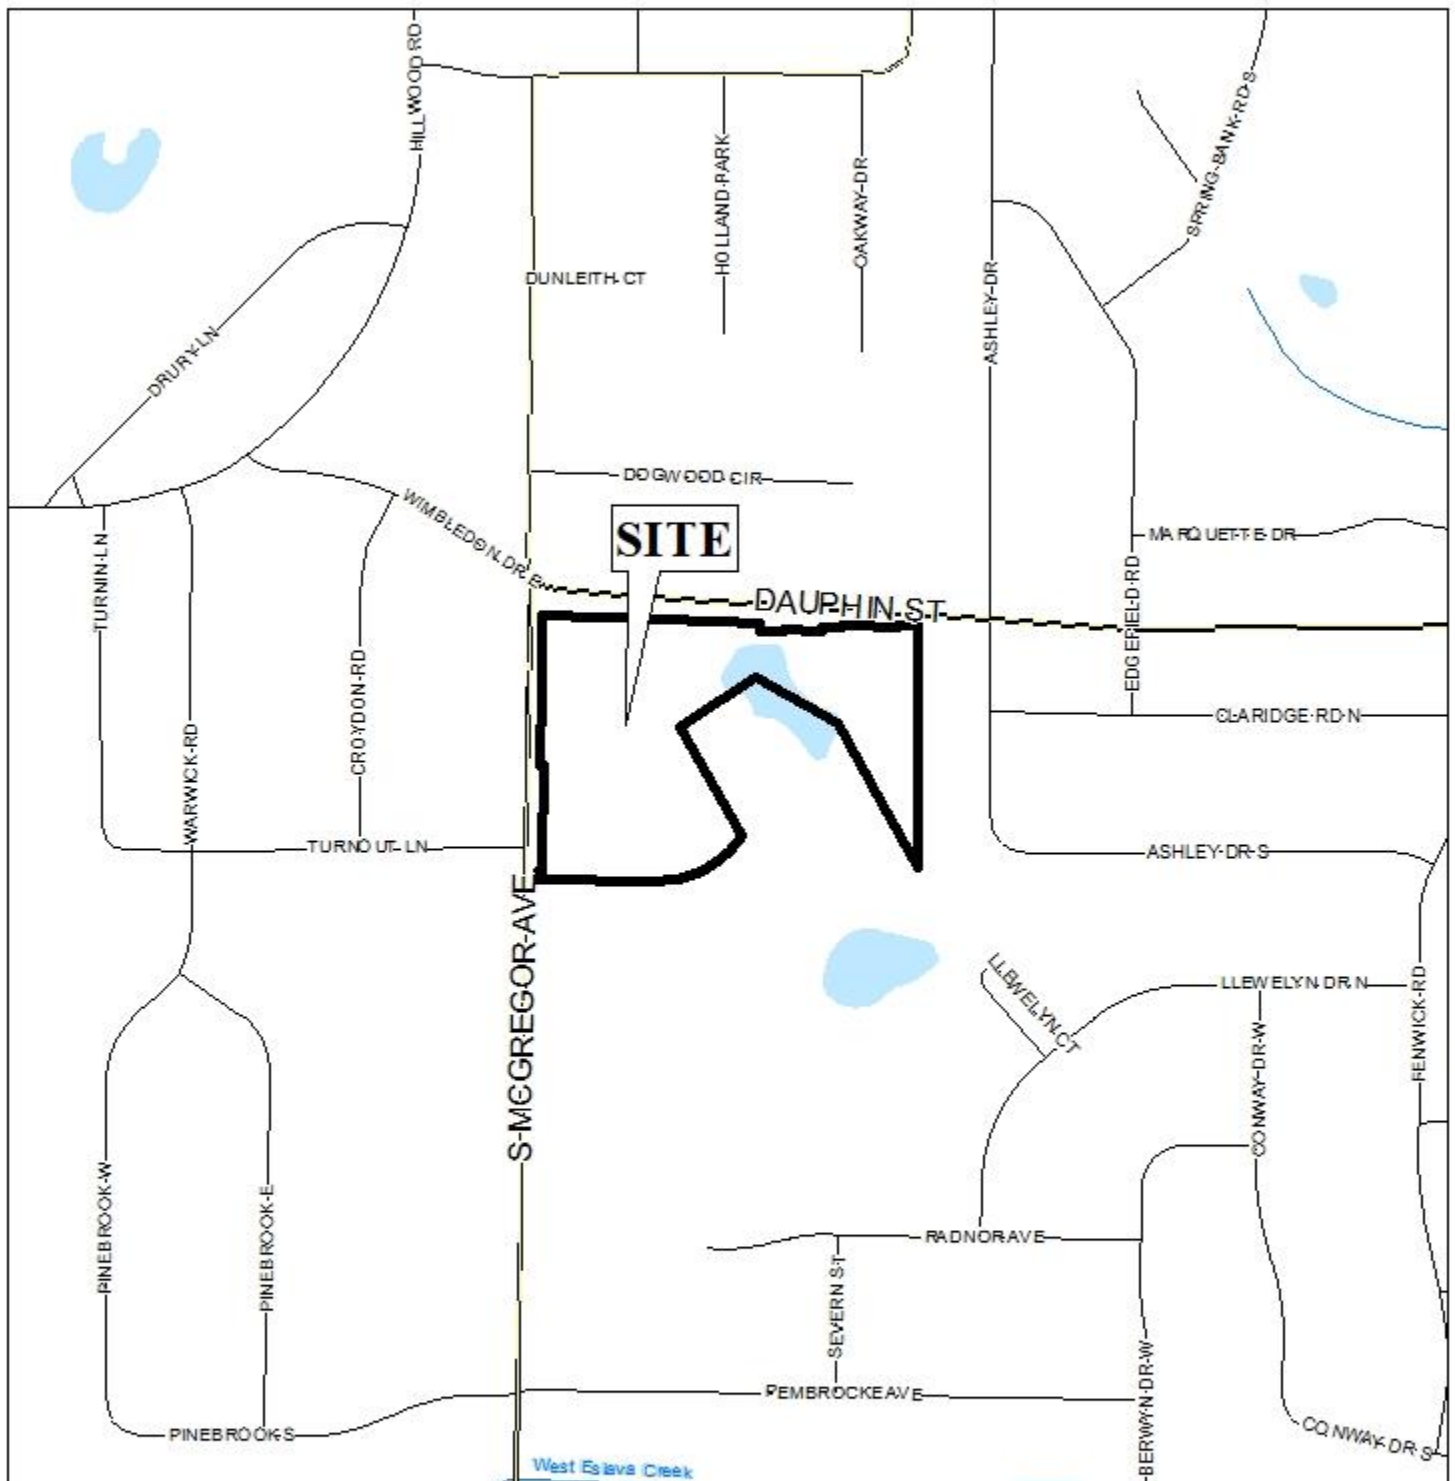 HILLWOOD RD
SPRING BANK RD S
HOLLAND PARK
OAKWAY DR
DUNLEITH CT
ASHLEY DR
DRURY LN
DOGWOOD CIR
WIMBLEDON DR E
SITE
MARQUETTE DR
TURNIN LN
DAUPHIN ST
EDGEFIELD RD
CROYDON RD
WARWICK RD
CLARIDGE RD N
TURNOUT LN
ASHLEY DR S
S MCGREGOR AVE
LLEWELYN CT
LLEWELYN DR N
FENWICK RD
CONWAY DR W
PINEBROOK W
PINEBROOK E
RADNOR AVE
SEVERN ST
PEMBROCKE AVE
BERWYN DR W
PINEBROOK S
CONWAY DR S
West Eslava Creek